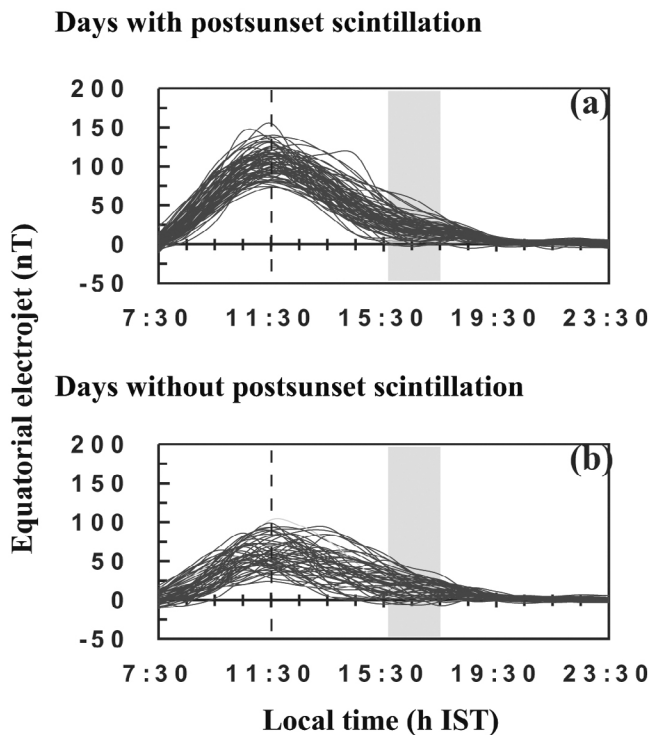 Days with postsunset scintillation
(a)
200
150
100
50
0
-50
7:30 11:30 15:30 19:30 23:30
Equatorial electrojet (nT)
Days without postsunset scintillation
(b)
200
150
100
50
0
-50
7:30 11:30 15:30 19:30 23:30
Local time (h IST)